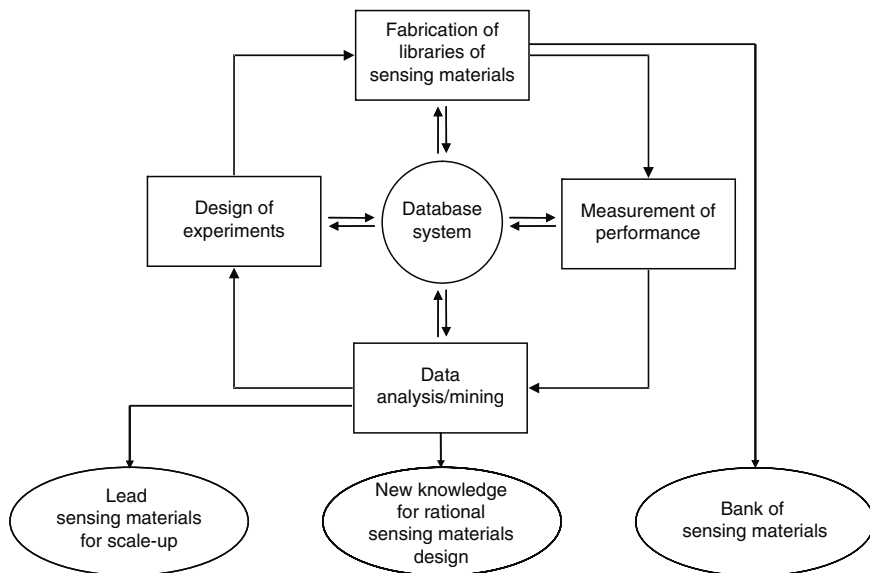 Fabrication of
libraries of
sensing materials
Design of
experiments
Database
system
Measurement of
performance
Data
analysis/mining
Lead
sensing materials
for scale-up
New knowledge
for rational
sensing materials
design
Bank of
sensing materials